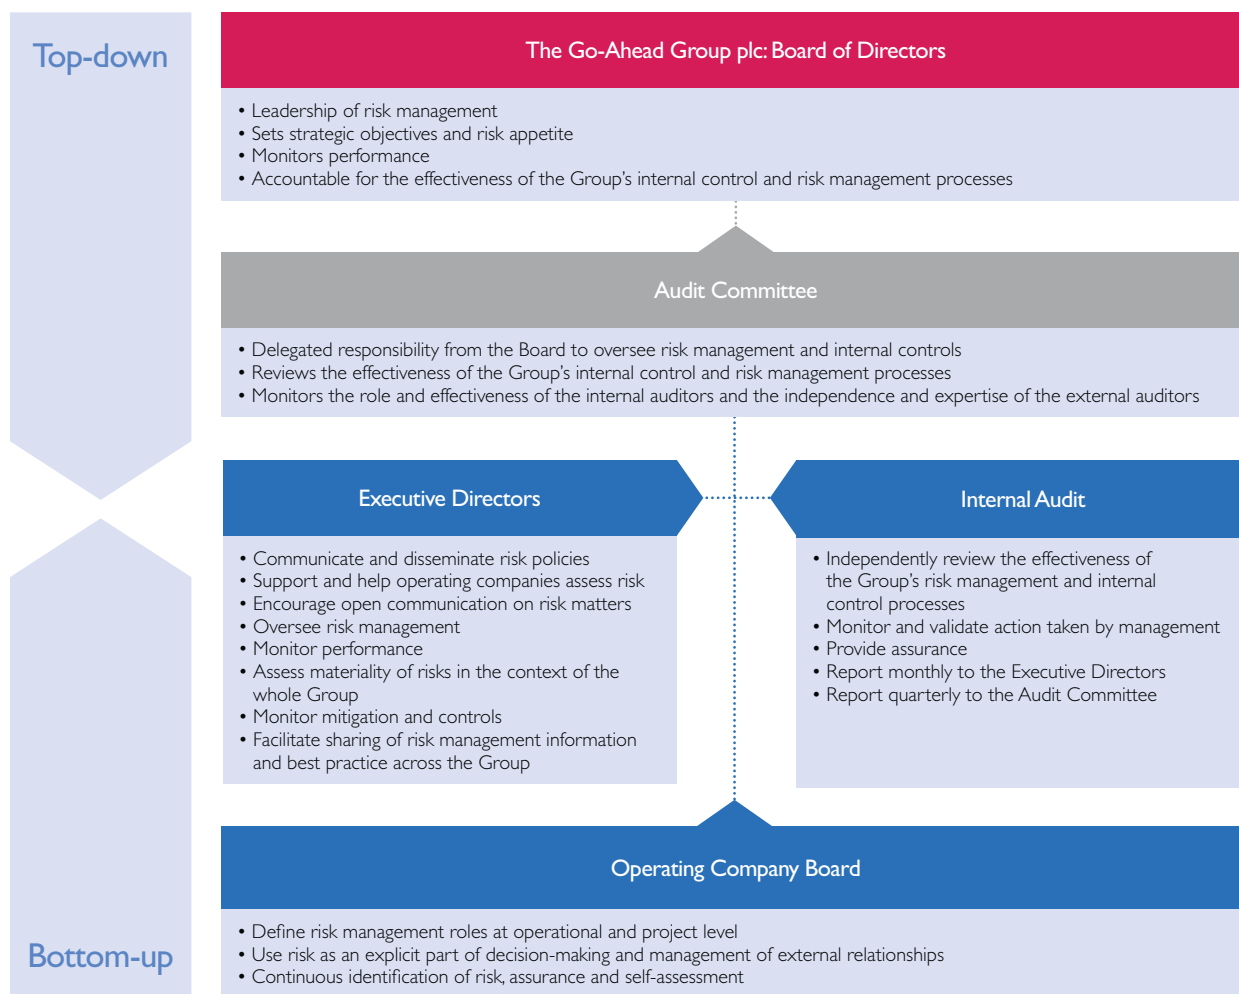 Top-down
The Go-Ahead Group plc: Board of Directors
• Leadership of risk management
• Sets strategic objectives and risk appetite
• Monitors performance
• Accountable for the effectiveness of the Group’s internal control and risk management processes
Audit Committee
• Delegated responsibility from the Board to oversee risk management and internal controls
• Reviews the effectiveness of the Group’s internal control and risk management processes
• Monitors the role and effectiveness of the internal auditors and the independence and expertise of the external auditors
Executive Directors
• Communicate and disseminate risk policies
• Support and help operating companies assess risk
• Encourage open communication on risk matters
• Oversee risk management
• Monitor performance
• Assess materiality of risks in the context of the
whole Group
• Monitor mitigation and controls
• Facilitate sharing of risk management information
and best practice across the Group
Internal Audit
• Independently review the effectiveness of
the Group’s risk management and internal
control processes
• Monitor and validate action taken by management
• Provide assurance
• Report monthly to the Executive Directors
• Report quarterly to the Audit Committee
Operating Company Board
• Define risk management roles at operational and project level
• Use risk as an explicit part of decision-making and management of external relationships
• Continuous identification of risk, assurance and self-assessment
Bottom-up